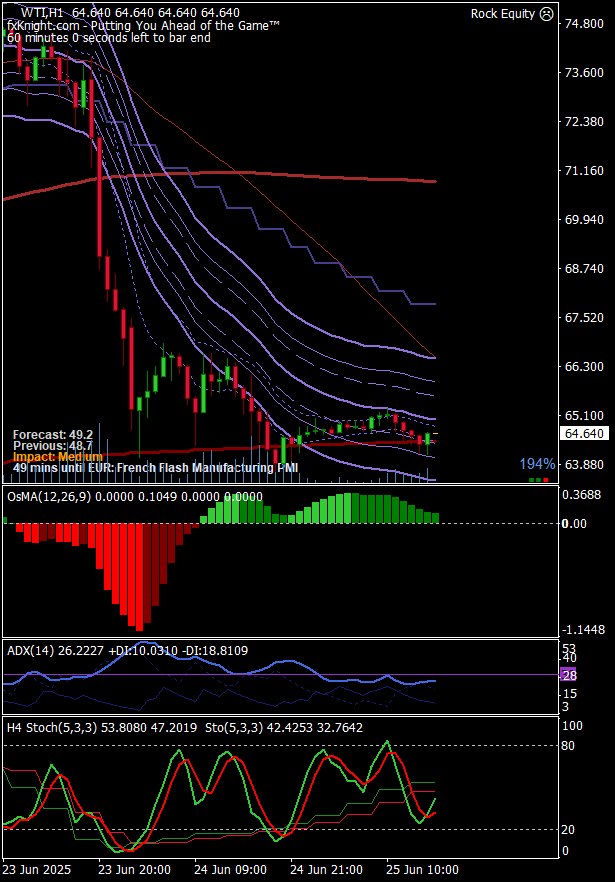 WTI,H1  64.640 64.640 64.640 64.640
fxKnight.com - Putting You Ahead of the Game™
60 minutes 0 seconds left to bar end
Rock Equity ☹
74.800
73.600
72.380
71.160
69.940
68.740
67.520
66.300
65.100
64.640
63.880
Forecast: 49.2
Previous: 48.7
Impact: Medium
49 mins until EUR: French Flash Manufacturing PMI
194%
OsMA(12,26,9) 0.0000 0.1049 0.0000 0.0000
0.3688
0.00
-1.1448
ADX(14) 26.2227 +DI:10.0310 -DI:18.8109
53
40
28
15
3
H4 Stoch(5,3,3) 53.8080 47.2019  Sto(5,3,3) 42.4253 32.7642
100
80
20
0
23 Jun 2025
23 Jun 20:00
24 Jun 09:00
24 Jun 21:00
25 Jun 10:00